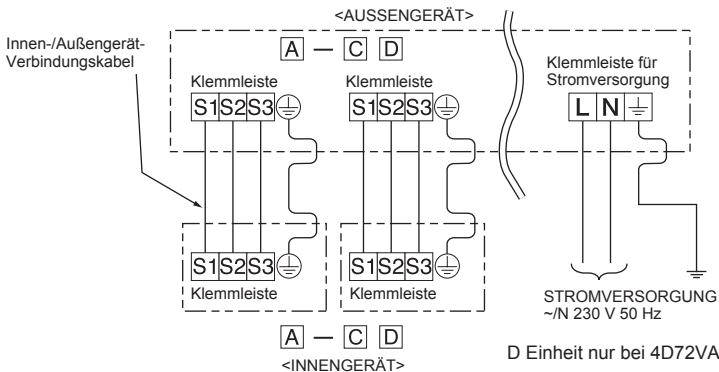 <AUSSENGERÄT>
Innen-/Außengerät-
Verbindungskabel
A — C D
Klemmleiste
Klemmleiste
Klemmleiste für
Stromversorgung
S1 S2 S3
S1 S2 S3
L N
S1 S2 S3
S1 S2 S3
Klemmleiste
Klemmleiste
STROMVERSORGUNG
~/N 230 V 50 Hz
A — C D
<INNENGERÄT>
D Einheit nur bei 4D72VA